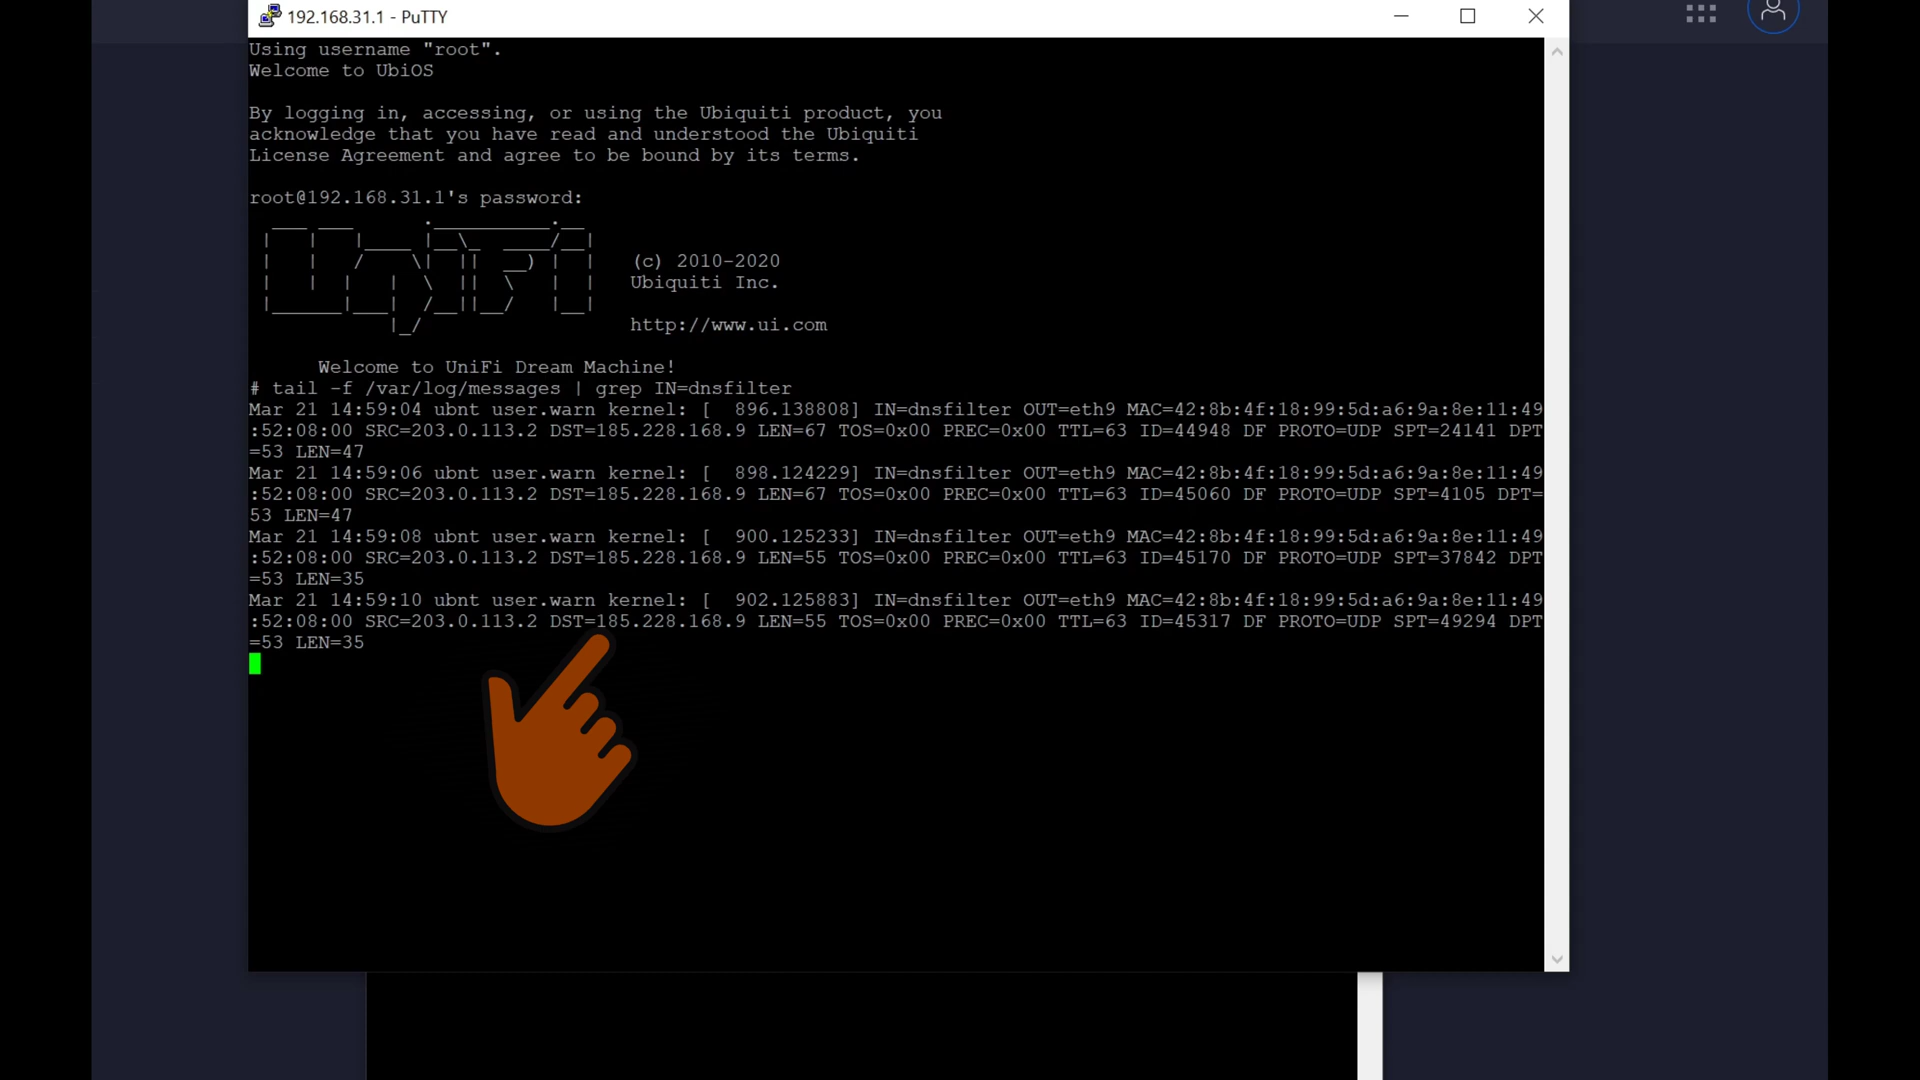 192.168.31.1 - PuTTY
Using username "root".
Welcome to UbiOS
By logging in, accessing, or using the Ubiquiti product, you
acknowledge that you have read and understood the Ubiquiti
License Agreement and agree to be bound by its terms.
root@192.168.31.1's password:
UniFi
(c) 2010-2020
Ubiquiti Inc.
http://www.ui.com
Welcome to UniFi Dream Machine!
# tail -f /var/log/messages | grep IN=dnsfilter
Mar 21 14:59:04 ubnt user.warn kernel: [  896.138808] IN=dnsfilter OUT=eth9 MAC=42:8b:4f:18:99:5d:a6:9a:8e:11:49
:52:08:00 SRC=203.0.113.2 DST=185.228.168.9 LEN=67 TOS=0x00 PREC=0x00 TTL=63 ID=44948 DF PROTO=UDP SPT=24141 DPT
=53 LEN=47
Mar 21 14:59:06 ubnt user.warn kernel: [  898.124229] IN=dnsfilter OUT=eth9 MAC=42:8b:4f:18:99:5d:a6:9a:8e:11:49
:52:08:00 SRC=203.0.113.2 DST=185.228.168.9 LEN=67 TOS=0x00 PREC=0x00 TTL=63 ID=45060 DF PROTO=UDP SPT=4105 DPT=
53 LEN=47
Mar 21 14:59:08 ubnt user.warn kernel: [  900.125233] IN=dnsfilter OUT=eth9 MAC=42:8b:4f:18:99:5d:a6:9a:8e:11:49
:52:08:00 SRC=203.0.113.2 DST=185.228.168.9 LEN=55 TOS=0x00 PREC=0x00 TTL=63 ID=45170 DF PROTO=UDP SPT=37842 DPT
=53 LEN=35
Mar 21 14:59:10 ubnt user.warn kernel: [  902.125883] IN=dnsfilter OUT=eth9 MAC=42:8b:4f:18:99:5d:a6:9a:8e:11:49
:52:08:00 SRC=203.0.113.2 DST=185.228.168.9 LEN=55 TOS=0x00 PREC=0x00 TTL=63 ID=45317 DF PROTO=UDP SPT=49294 DPT
=53 LEN=35